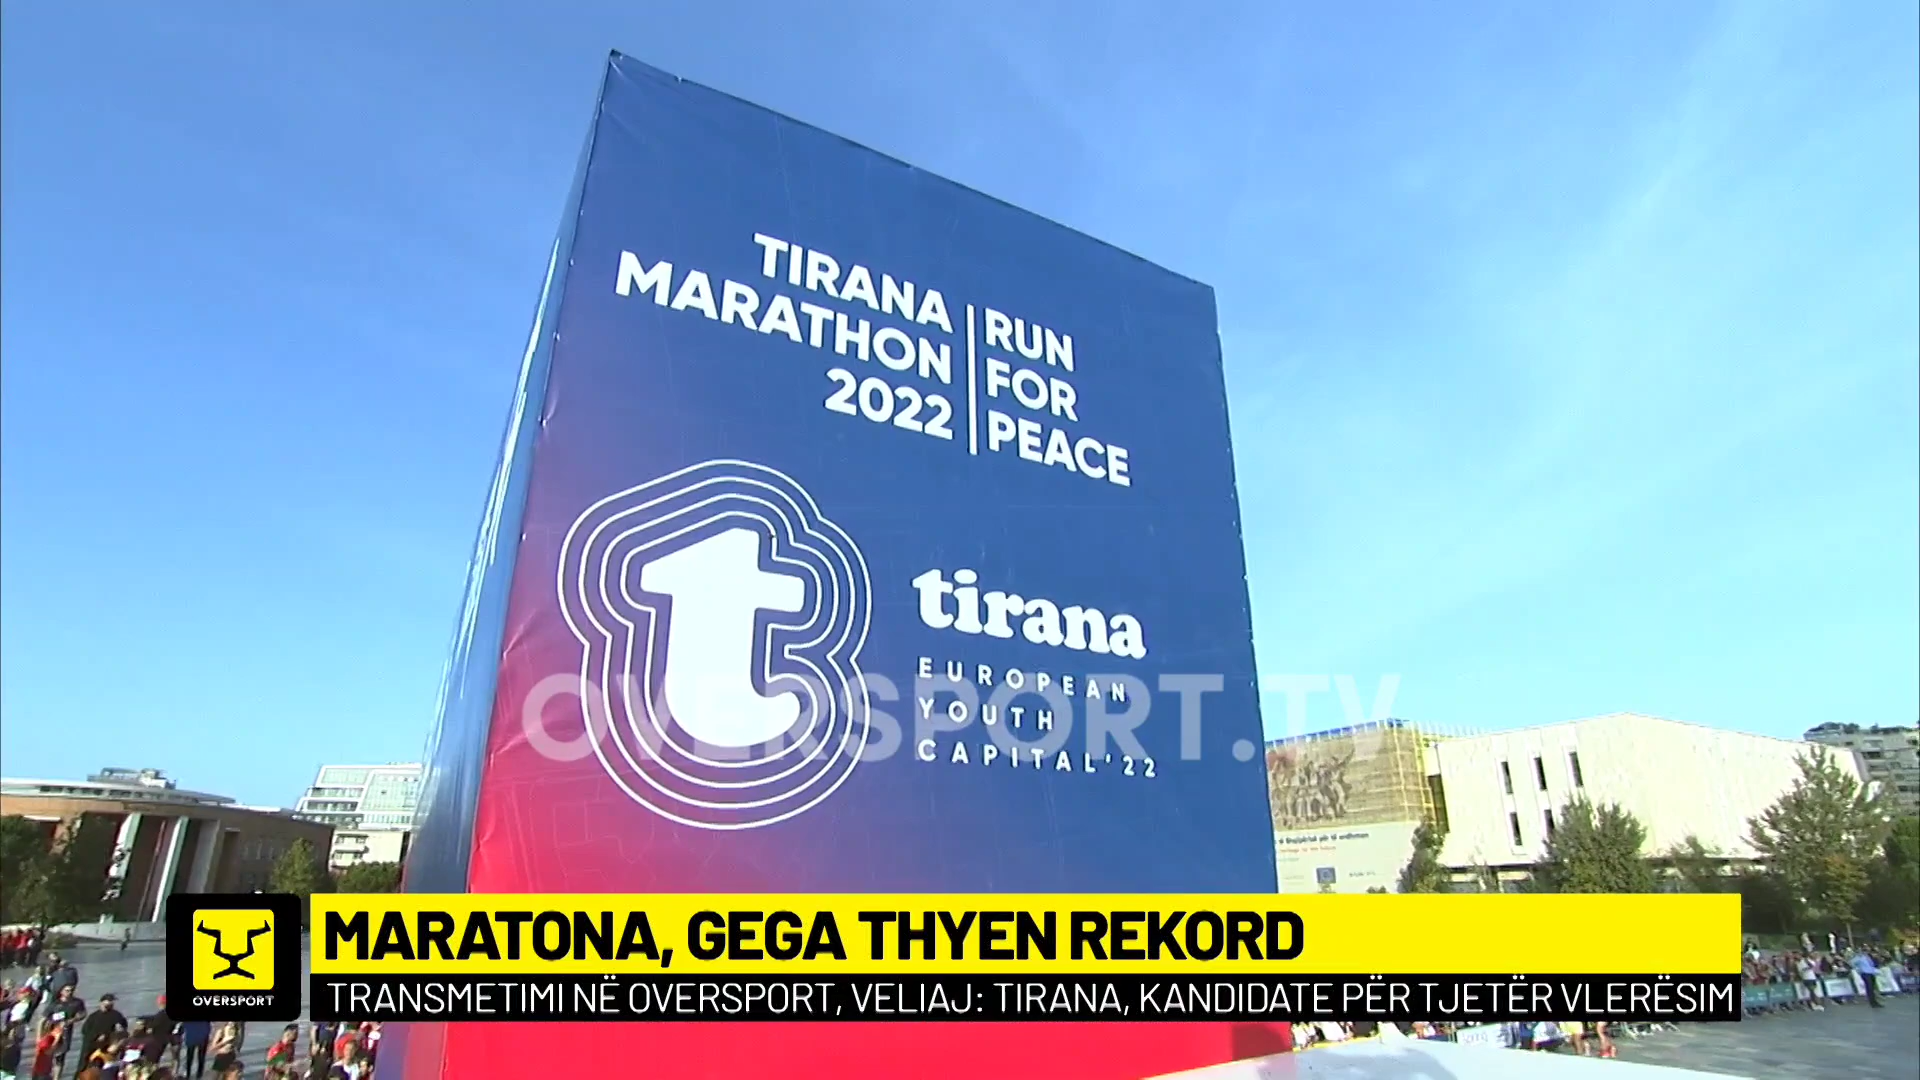 TIRANA
MARATHON
2022
RUN
FOR
PEACE
t
tirana
EUROPEAN
YOUTH
CAPITAL'22
OVERSPORT.TV
MARATONA, GEGA THYEN REKORD
TRANSMETIMI NË OVERSPORT, VELIAJ: TIRANA, KANDIDATE PËR TJETËR VLERËSIM
OVERSPORT